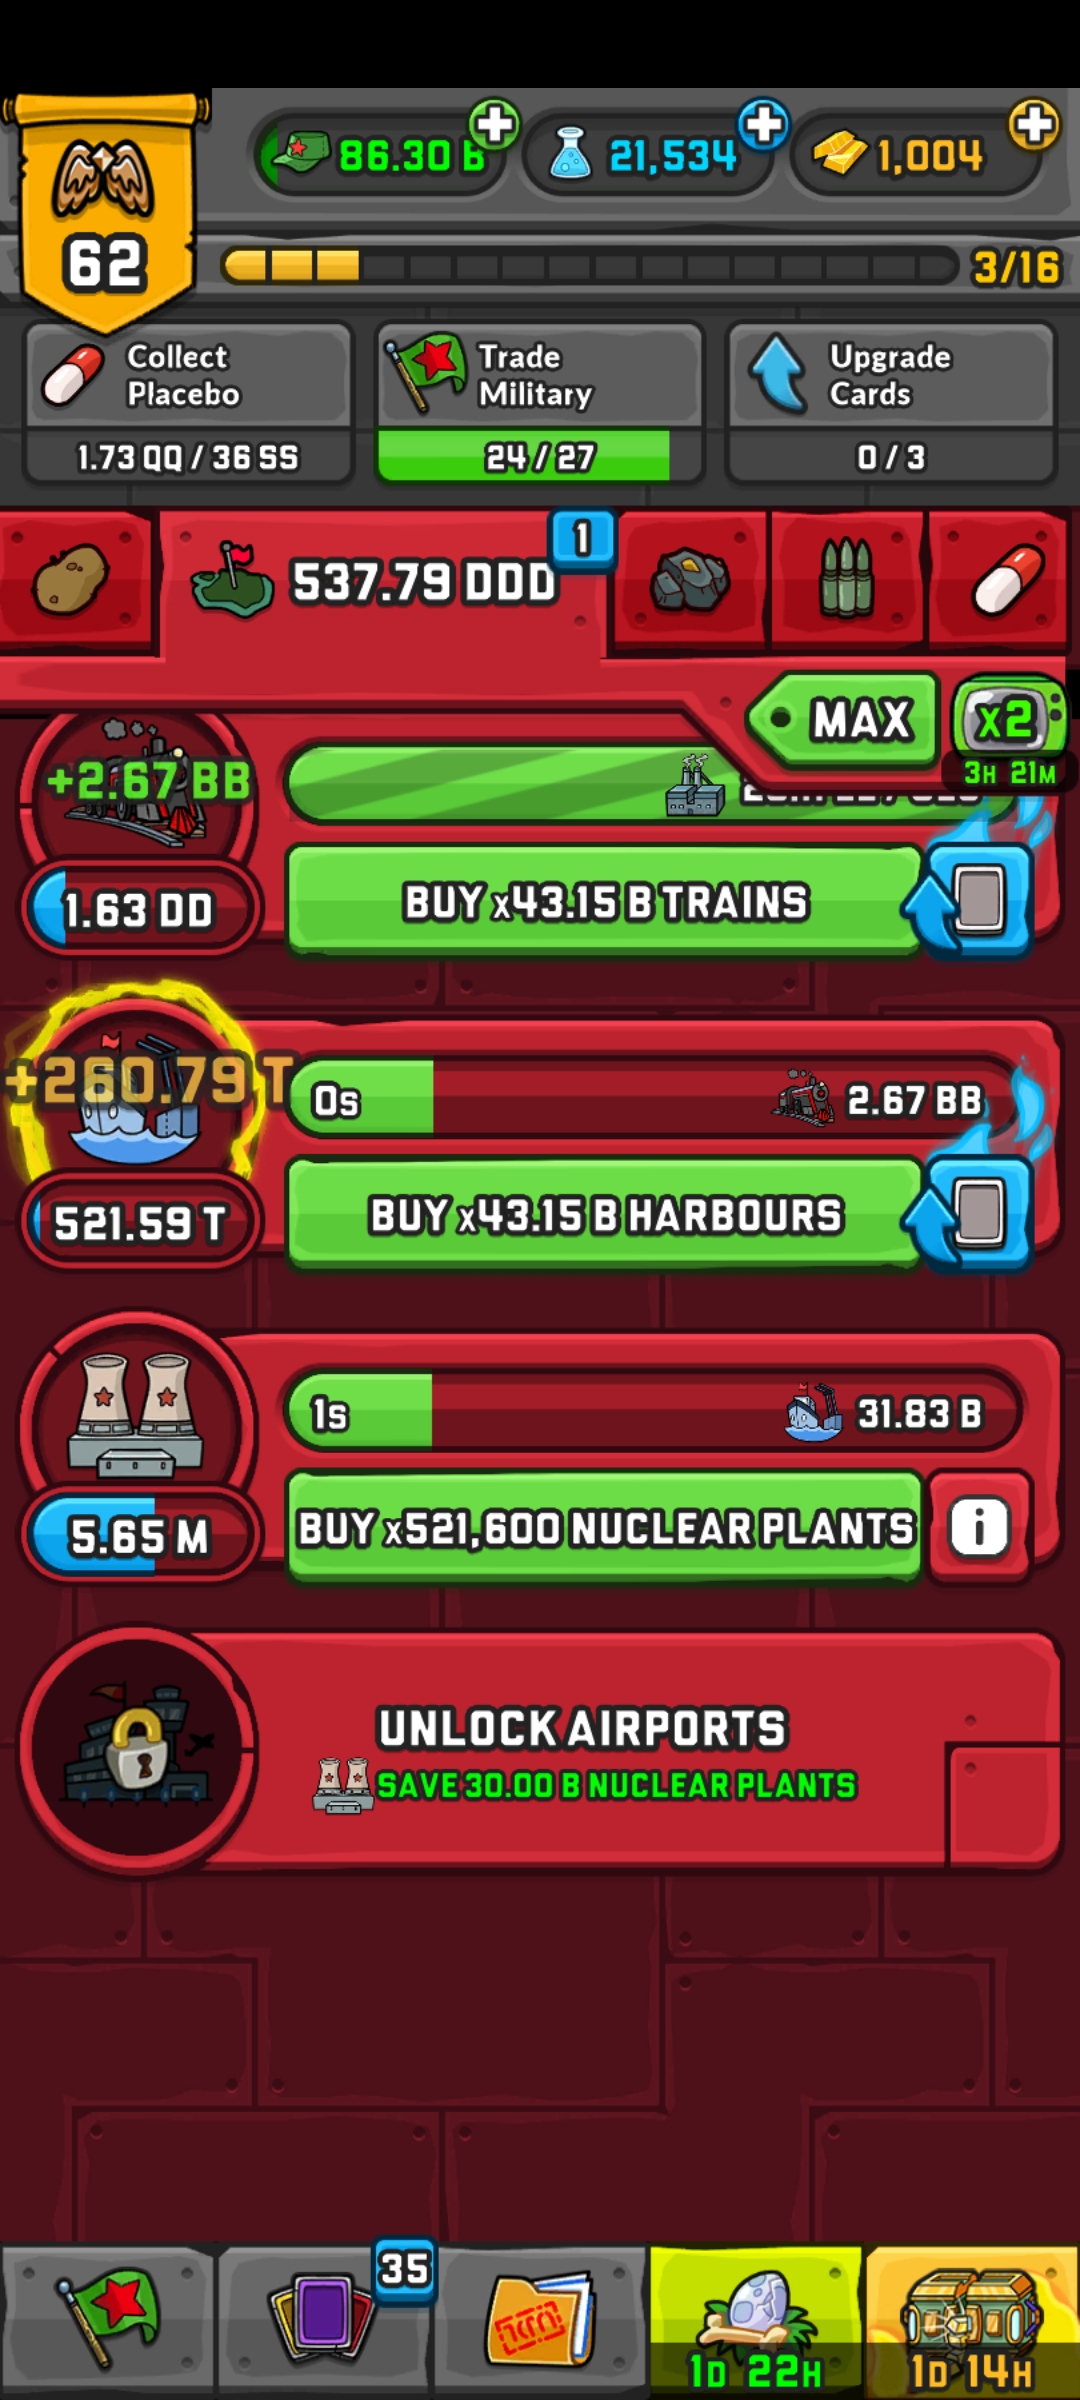 62
86.30 B
21,534
1,004
3/16
Collect
Placebo
1.73 QQ / 36 SS
Trade
Military
24 / 27
Upgrade
Cards
0 / 3
537.79 DDD
1
MAX
x2
3H 21M
+2.67 BB
1.63 DD
BUY x43.15 B TRAINS
+260.79 T
0s
2.67 BB
521.59 T
BUY x43.15 B HARBOURS
1s
31.83 B
5.65 M
BUY x521,600 NUCLEAR PLANTS
i
UNLOCK AIRPORTS
SAVE 30.00 B NUCLEAR PLANTS
35
1D 22H
1D 14H